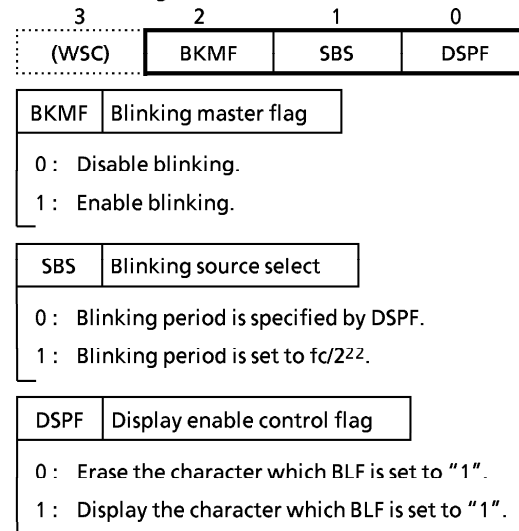 3 2 1 0
(WSC) BKMF SBS DSPF
BKMF Blinking master flag
0 : Disable blinking.
1 : Enable blinking.
SBS Blinking source select
0 : Blinking period is specified by DSPF.
1 : Blinking period is set to fc/2²².
DSPF Display enable control flag
0 : Erase the character which BLF is set to “1”.
1 : Display the character which BLF is set to “1”.